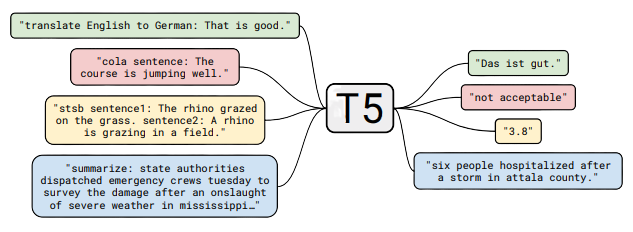 "translate English to German: That is good."
"cola sentence: The
course is jumping well."
"stsb sentence1: The rhino grazed
on the grass. sentence2: A rhino
is grazing in a field."
"summarize: state authorities
dispatched emergency crews tuesday to
survey the damage after an onslaught
of severe weather in mississippi…"
T5
"Das ist gut."
"not acceptable"
"3.8"
"six people hospitalized after
a storm in attala county."